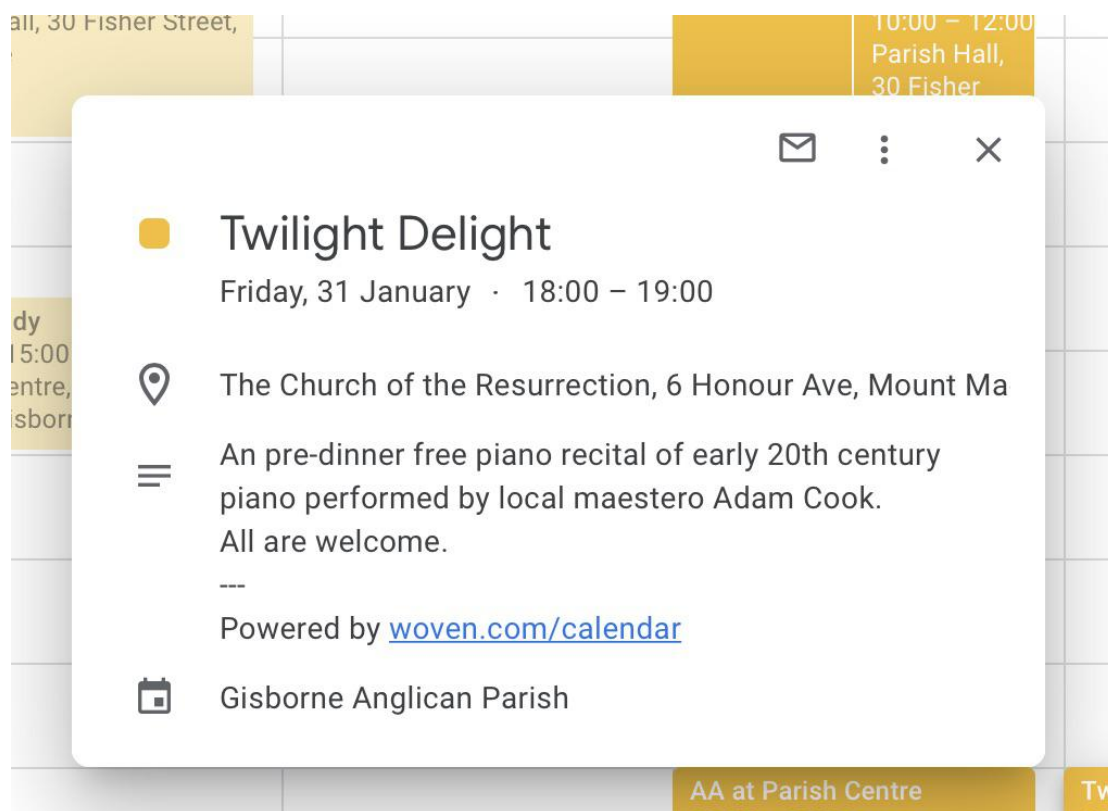 all, 30 Fisher Street,
10:00 – 12:00
Parish Hall,
30 Fisher
Twilight Delight
Friday, 31 January · 18:00 – 19:00
dy
15:00
entre,
isborn
The Church of the Resurrection, 6 Honour Ave, Mount Ma
An pre-dinner free piano recital of early 20th century
piano performed by local maestero Adam Cook.
All are welcome.
---
Powered by woven.com/calendar
Gisborne Anglican Parish
AA at Parish Centre
Tw